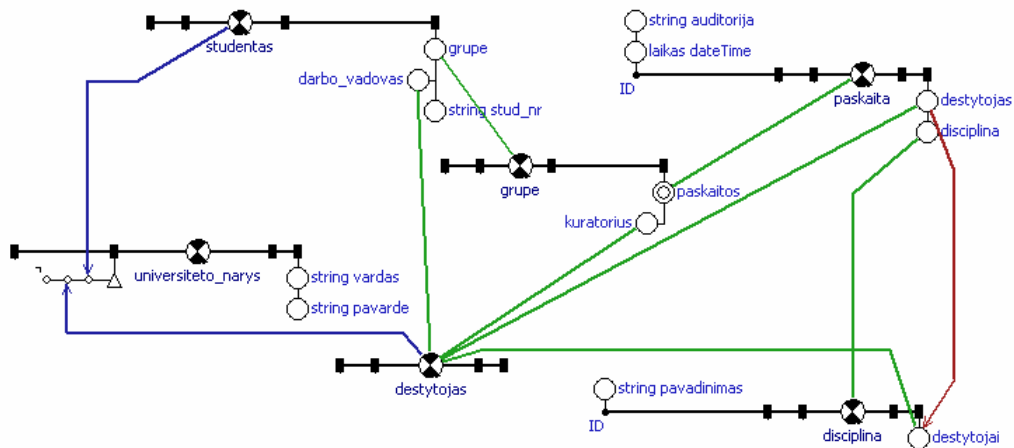 string auditorija
studentas
grupe
laikas dateTime
darbo_vadovas
ID
paskaita
string stud_nr
destytojas
disciplina
grupe
paskaitos
kuratorius
universiteto_narys
string vardas
string pavarde
destytojas
string pavadinimas
ID
disciplina
destytojai